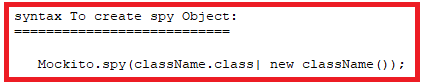 syntax To create spy Object:
===========================
Mockito.spy(className.class| new className());